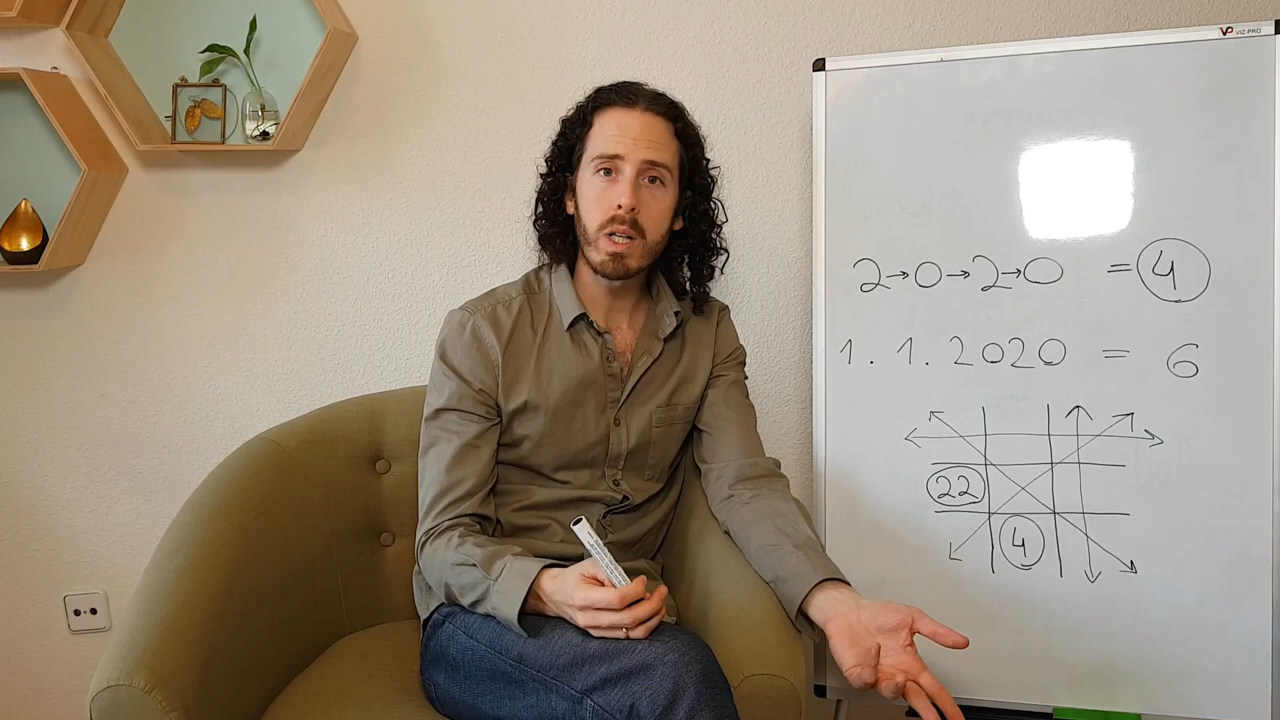 VIZ-PRO
2→0→2→0 = 4
1. 1. 2020 = 6
22
4